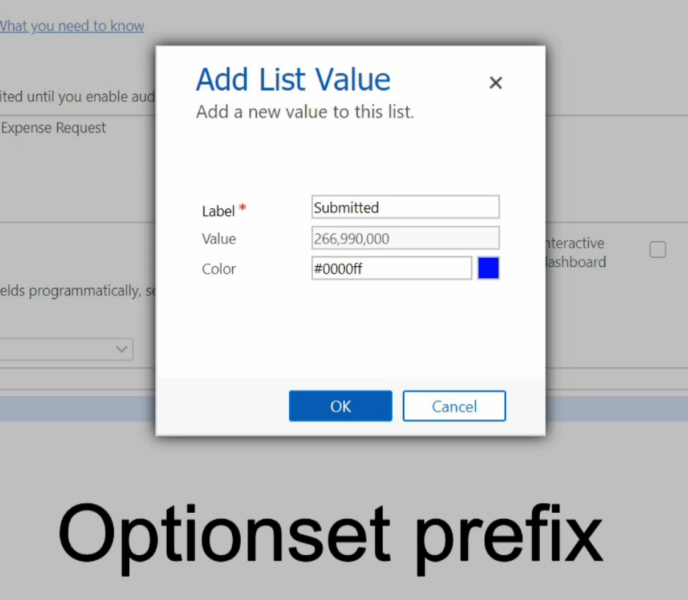 What you need to know
Add List Value
Add a new value to this list.
ited until you enable aud
Expense Request
Label *
Submitted
Value
266,990,000
Color
#0000ff
nteractive
dashboard
elds programmatically, se
OK
Cancel
Optionset prefix